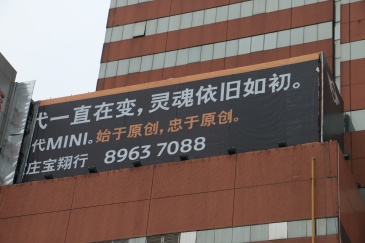 代一直在变，灵魂依旧如初。
代MINI。始于原创，忠于原创。
庄宝翔行 8963 7088